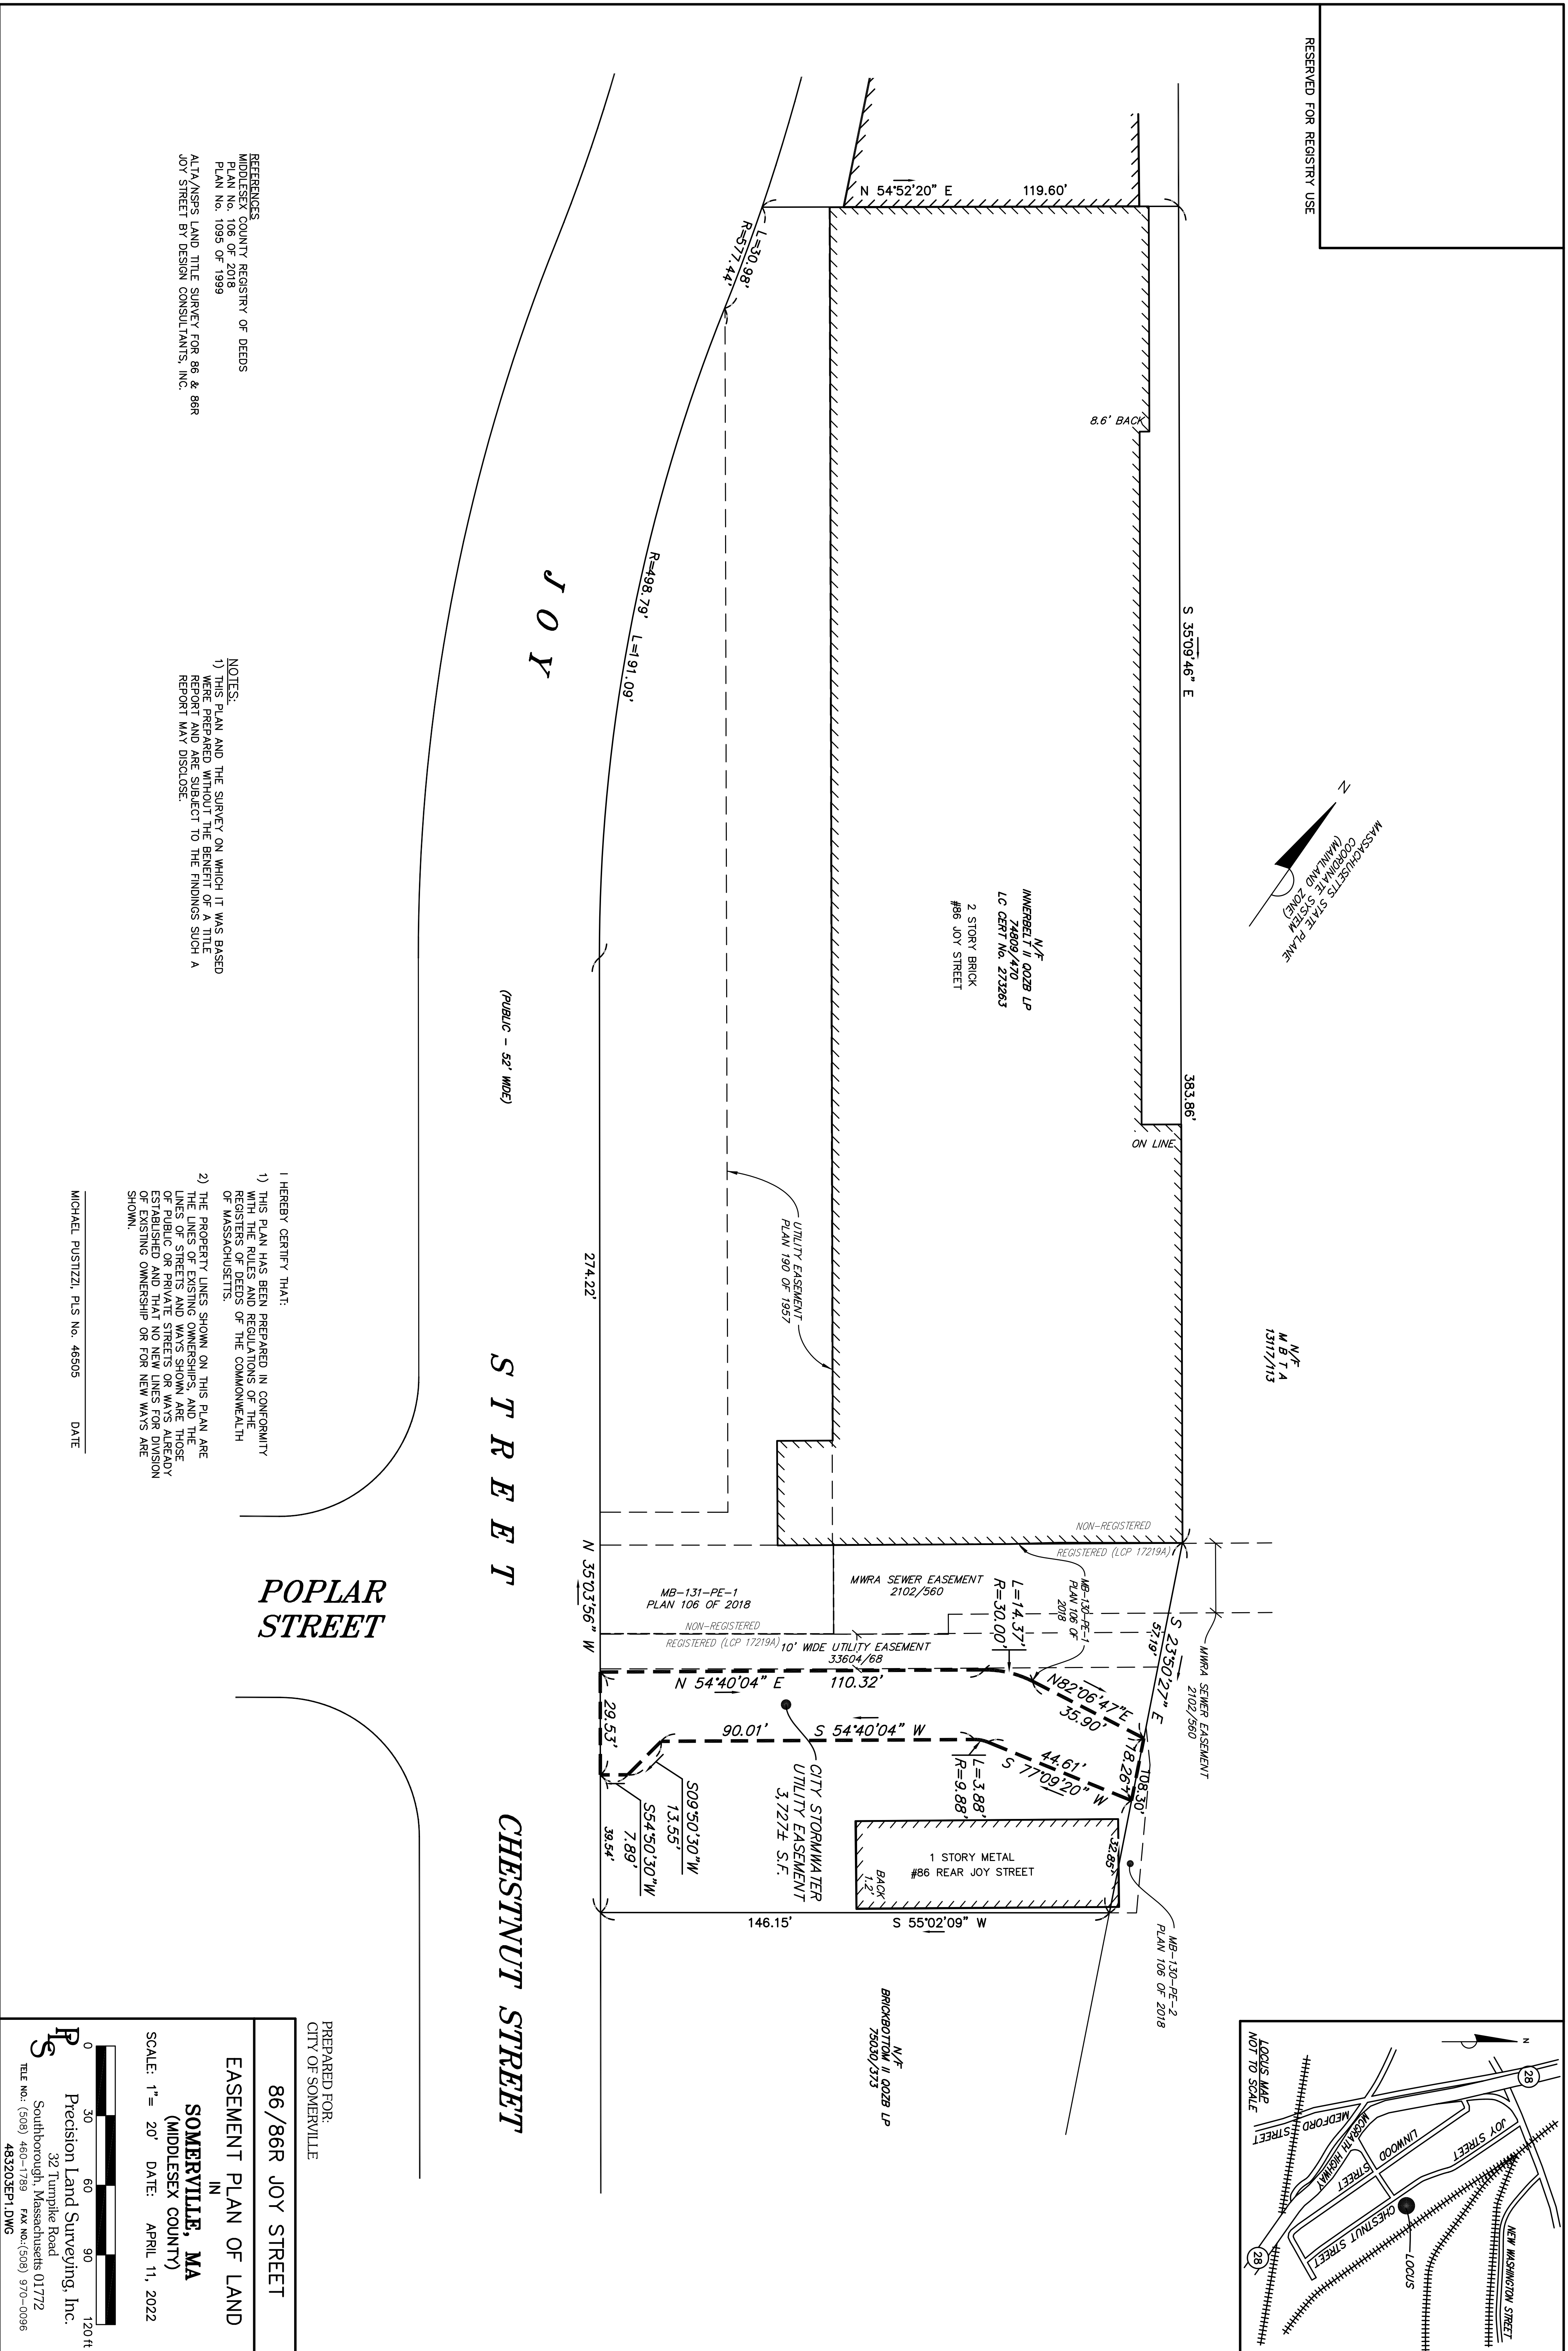 RESERVED FOR REGISTRY USE
LOCUS MAP
NOT TO SCALE
N
28
28
MEDFORD STREET
MCGRATH HIGHWAY
LINWOOD STREET
JOY STREET
CHESTNUT STREET
NEW WASHINGTON STREET
LOCUS
N
MASSACHUSETTS STATE PLANE
COORDINATE SYSTEM
(MAINLAND ZONE)
N/F
M B T A
13117/113
S 35°09'46" E
383.86'
N 54°52'20" E
119.60'
8.6' BACK
ON LINE
N/F
INNERBELT II QOZB LP
74809/470
LC CERT No. 273263
2 STORY BRICK
#86 JOY STREET
L=30.98'
R=577.44'
R=498.79'
L=191.09'
UTILITY EASEMENT
PLAN 190 OF 1957
274.22'
N 35°03'56" W
NON-REGISTERED
REGISTERED (LCP 17219A)
MWRA SEWER EASEMENT
2102/560
MWRA SEWER EASEMENT
2102/560
MB-131-PE-1
PLAN 106 OF 2018
NON-REGISTERED
REGISTERED (LCP 17219A)
10' WIDE UTILITY EASEMENT
33604/68
MB-130-PE-1
PLAN 106 OF
2018
L=14.37'
R=30.00'
S 23°50'27" E
57.19'
108.30'
18.26'
32.85'
N 54°40'04" E
110.32'
N82°06'47"E
35.90'
29.53'
90.01'
S 54°40'04" W
L=3.88'
R=9.88'
44.61'
S 77°09'20" W
CITY STORMWATER
UTILITY EASEMENT
3,727± S.F.
S09°50'30"W
13.55'
S54°50'30"W
7.89'
39.54'
1 STORY METAL
#86 REAR JOY STREET
BACK
1.2'
146.15'
S 55°02'09" W
MB-130-PE-2
PLAN 106 OF 2018
N/F
BRICKBOTTOM II QOZB LP
75030/373
JOY
(PUBLIC - 52' WIDE)
STREET
CHESTNUT STREET
POPLAR
STREET
REFERENCES
MIDDLESEX COUNTY REGISTRY OF DEEDS
PLAN No. 106 OF 2018
PLAN No. 1095 OF 1999
ALTA/NSPS LAND TITLE SURVEY FOR 86 & 86R
JOY STREET BY DESIGN CONSULTANTS, INC.
NOTES:
1) THIS PLAN AND THE SURVEY ON WHICH IT WAS BASED
WERE PREPARED WITHOUT THE BENEFIT OF A TITLE
REPORT AND ARE SUBJECT TO THE FINDINGS SUCH A
REPORT MAY DISCLOSE.
I HEREBY CERTIFY THAT:
1) THIS PLAN HAS BEEN PREPARED IN CONFORMITY
WITH THE RULES AND REGULATIONS OF THE
REGISTERS OF DEEDS OF THE COMMONWEALTH
OF MASSACHUSETTS.
2) THE PROPERTY LINES SHOWN ON THIS PLAN ARE
THE LINES OF EXISTING OWNERSHIPS, AND THE
LINES OF STREETS AND WAYS SHOWN ARE THOSE
OF PUBLIC OR PRIVATE STREETS OR WAYS ALREADY
ESTABLISHED AND THAT NO NEW LINES FOR DIVISION
OF EXISTING OWNERSHIP OR FOR NEW WAYS ARE
SHOWN.
MICHAEL PUSTIZZI, PLS No. 46505 DATE
PREPARED FOR:
CITY OF SOMERVILLE
86/86R JOY STREET
EASEMENT PLAN OF LAND
IN
SOMERVILLE, MA
(MIDDLESEX COUNTY)
SCALE: 1"= 20' DATE: APRIL 11, 2022
0 30 60 90 120 ft
PLS
Precision Land Surveying, Inc.
32 Turnpike Road
Southborough, Massachusetts 01772
TELE NO.: (508) 460-1789 FAX NO.:(508) 970-0096
483203EP1.DWG